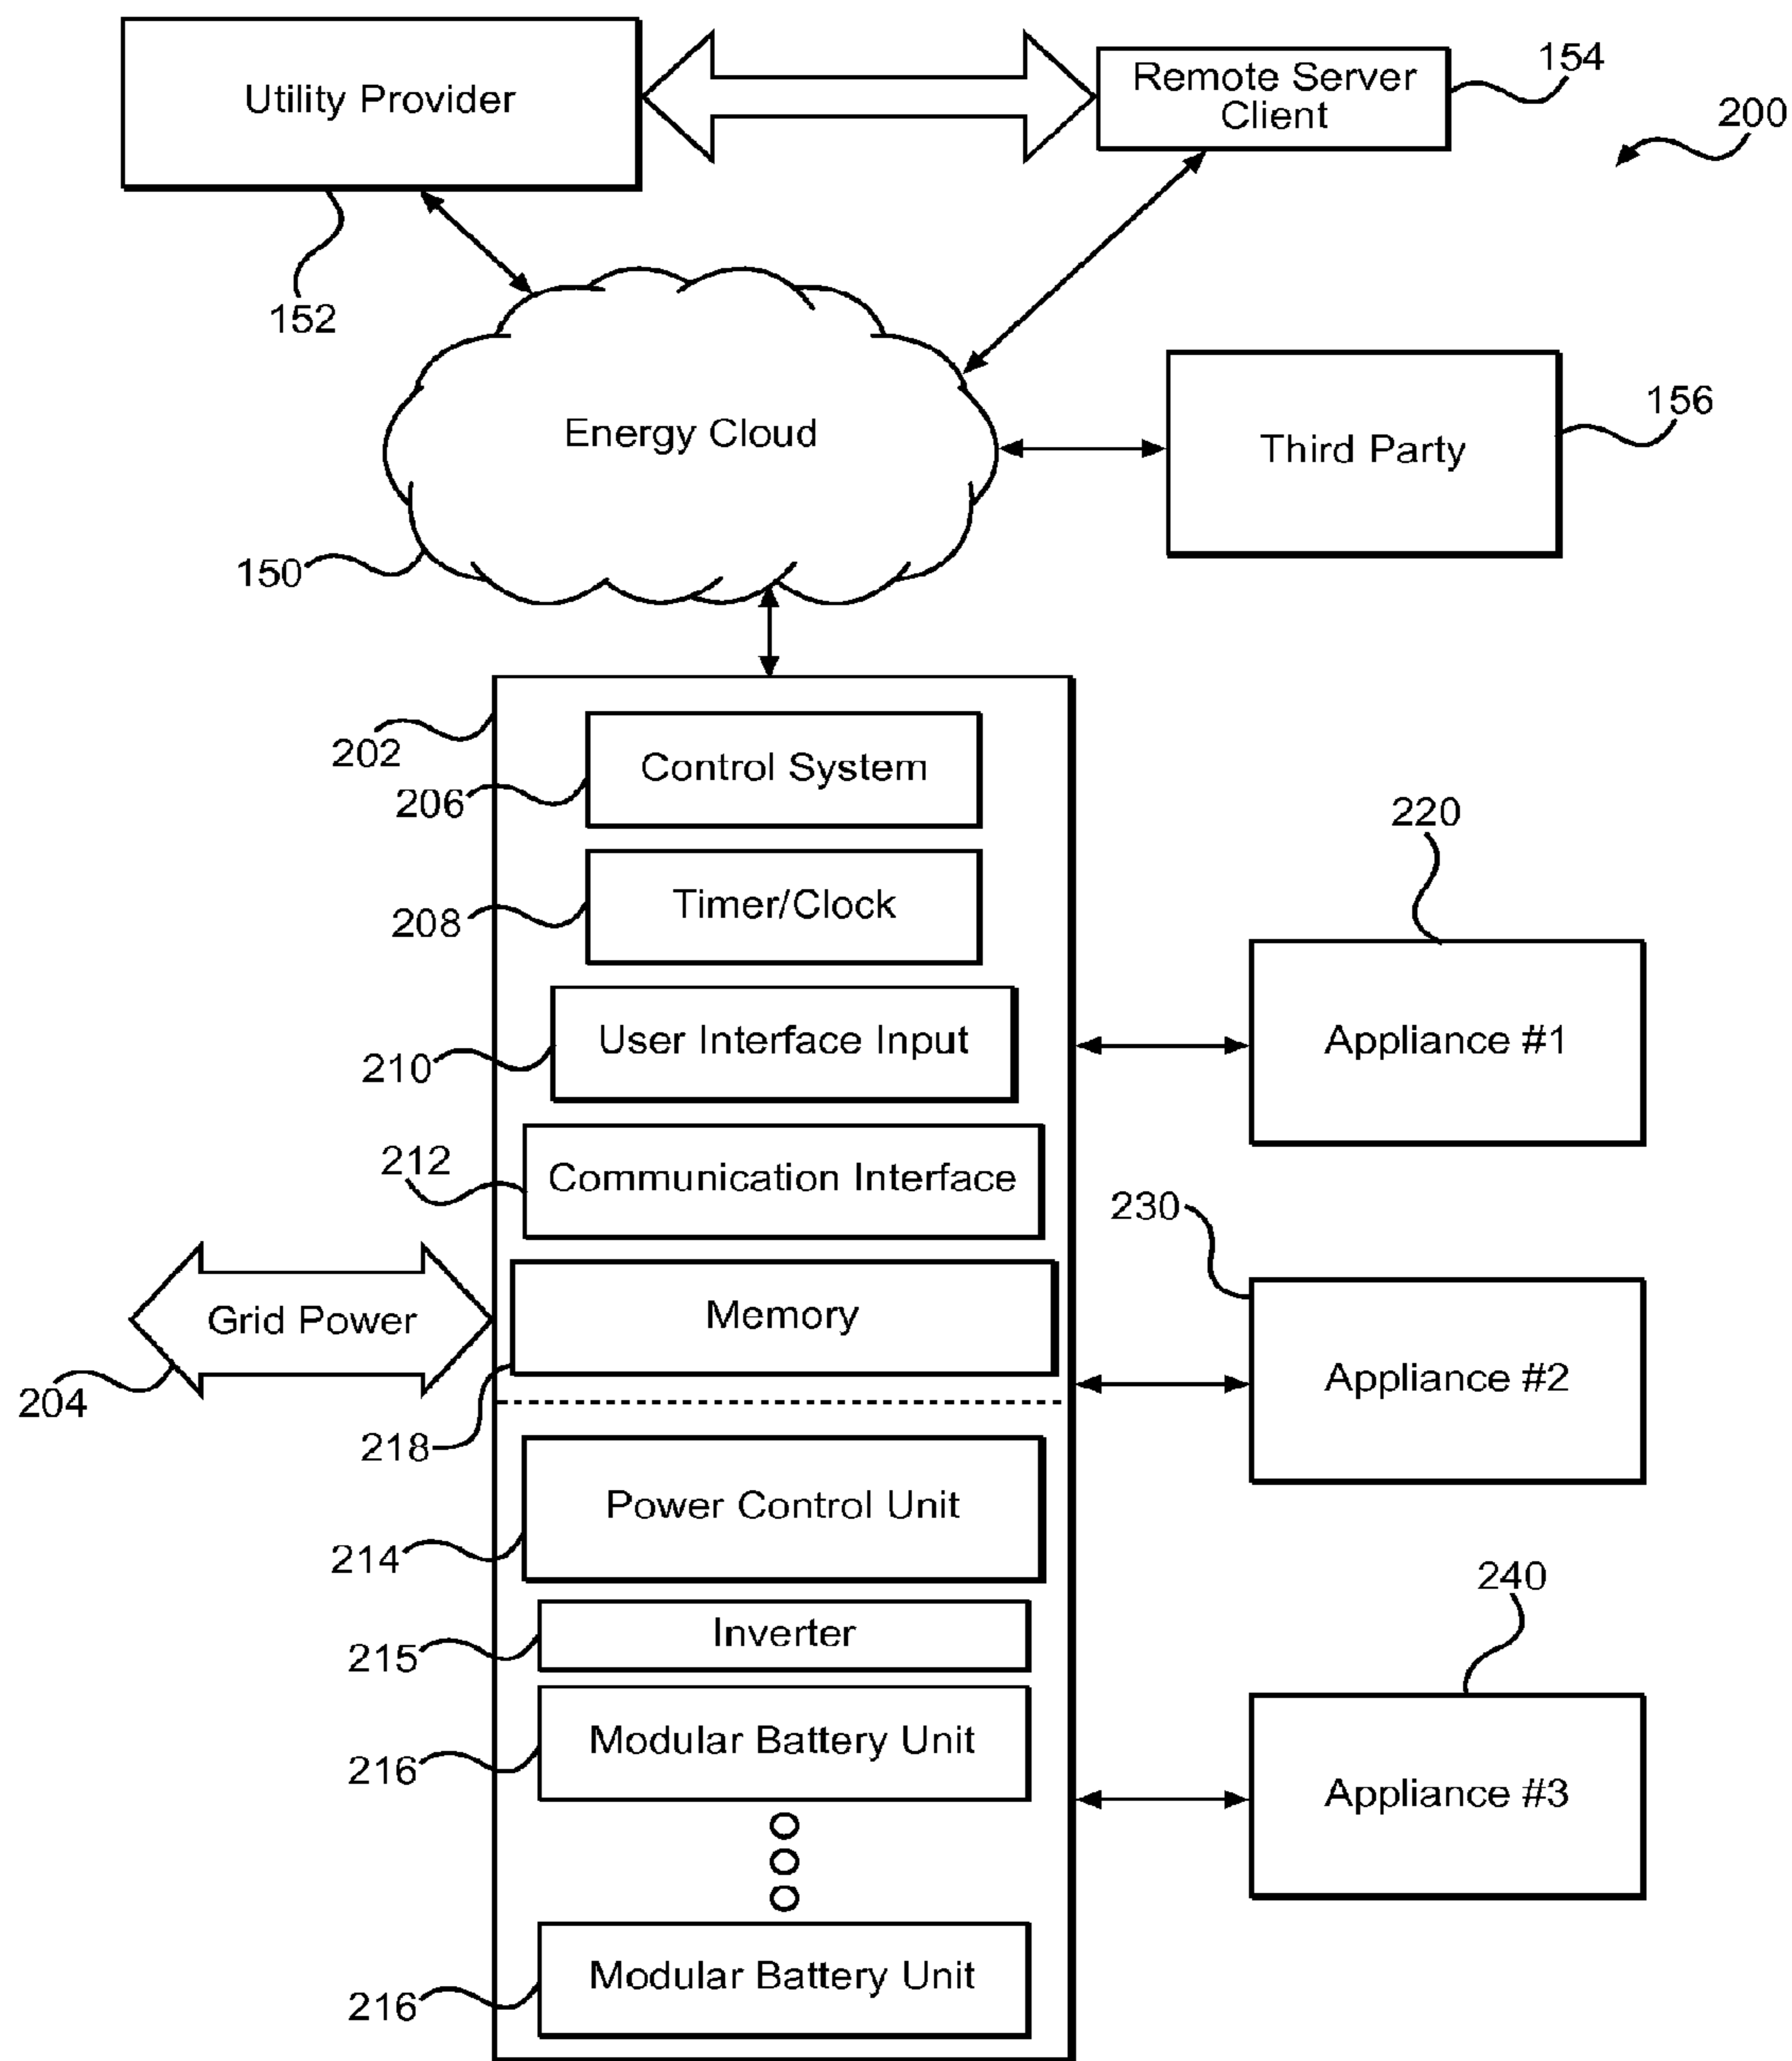 Utility Provider
Remote Server
Client
154
200
152
Energy Cloud
156
Third Party
150
202
Control System
206
220
Timer/Clock
208
User Interface Input
210
Appliance #1
212
Communication Interface
230
Grid Power
Memory
204
218
Appliance #2
Power Control Unit
214
240
Inverter
215
Modular Battery Unit
216
Appliance #3
Modular Battery Unit
216